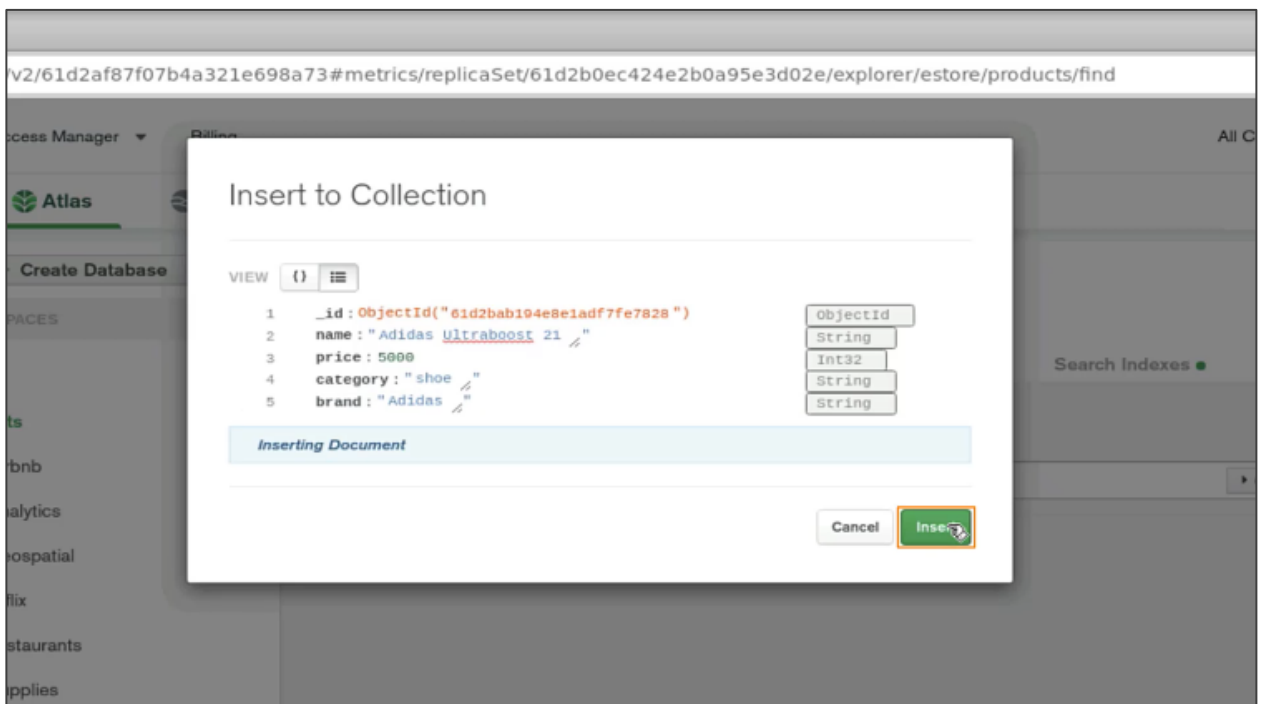 /v2/61d2af87f07b4a321e698a73#metrics/replicaSet/61d2b0ec424e2b0a95e3d02e/explorer/estore/products/find
ccess Manager Billing All C
Atlas
Insert to Collection
Create Database
VIEW {}
PACES
1 _id : ObjectId("61d2bab194e8e1adf7fe7828") ObjectId
2 name : "Adidas Ultraboost 21" String
3 price : 5000 Int32
4 category : "shoe" String
5 brand : "Adidas" String
Search Indexes
ts
Inserting Document
rbnb
alytics
Cancel Inser
eospatial
flix
staurants
pplies